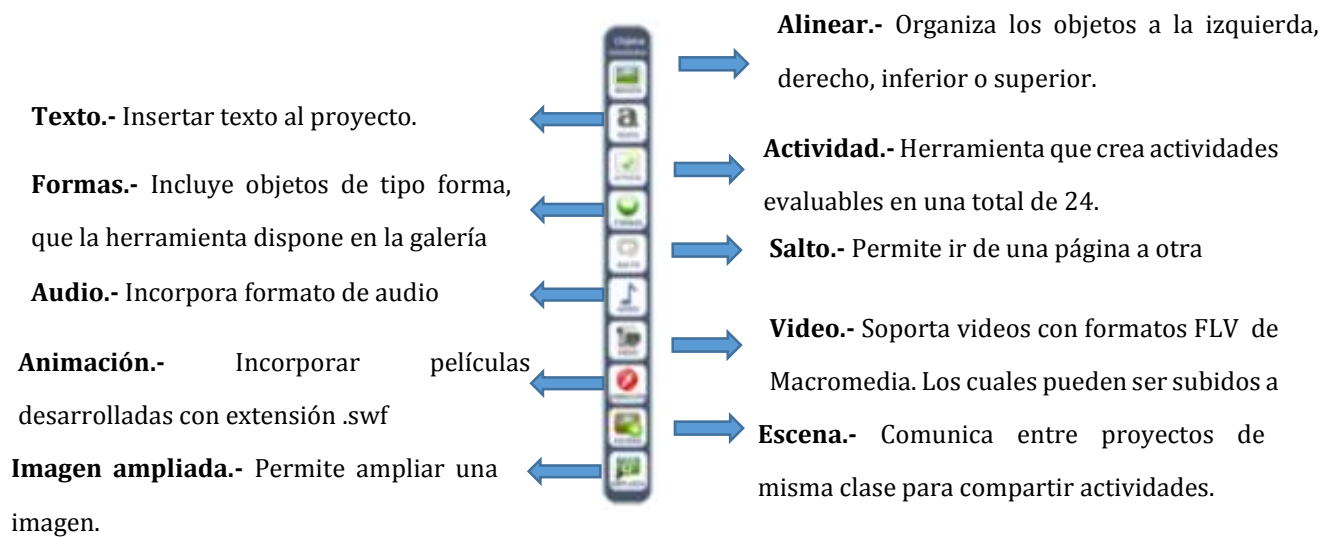 Alinear.- Organiza los objetos a la izquierda,
derecho, inferior o superior.
Texto.- Insertar texto al proyecto.
Actividad.- Herramienta que crea actividades
evaluables en una total de 24.
Formas.- Incluye objetos de tipo forma,
que la herramienta dispone en la galería
Salto.- Permite ir de una página a otra
Audio.- Incorpora formato de audio
Video.- Soporta videos con formatos FLV de
Macromedia. Los cuales pueden ser subidos a
Animación.- Incorporar películas
desarrolladas con extensión .swf
Escena.- Comunica entre proyectos de
misma clase para compartir actividades.
Imagen ampliada.- Permite ampliar una
imagen.